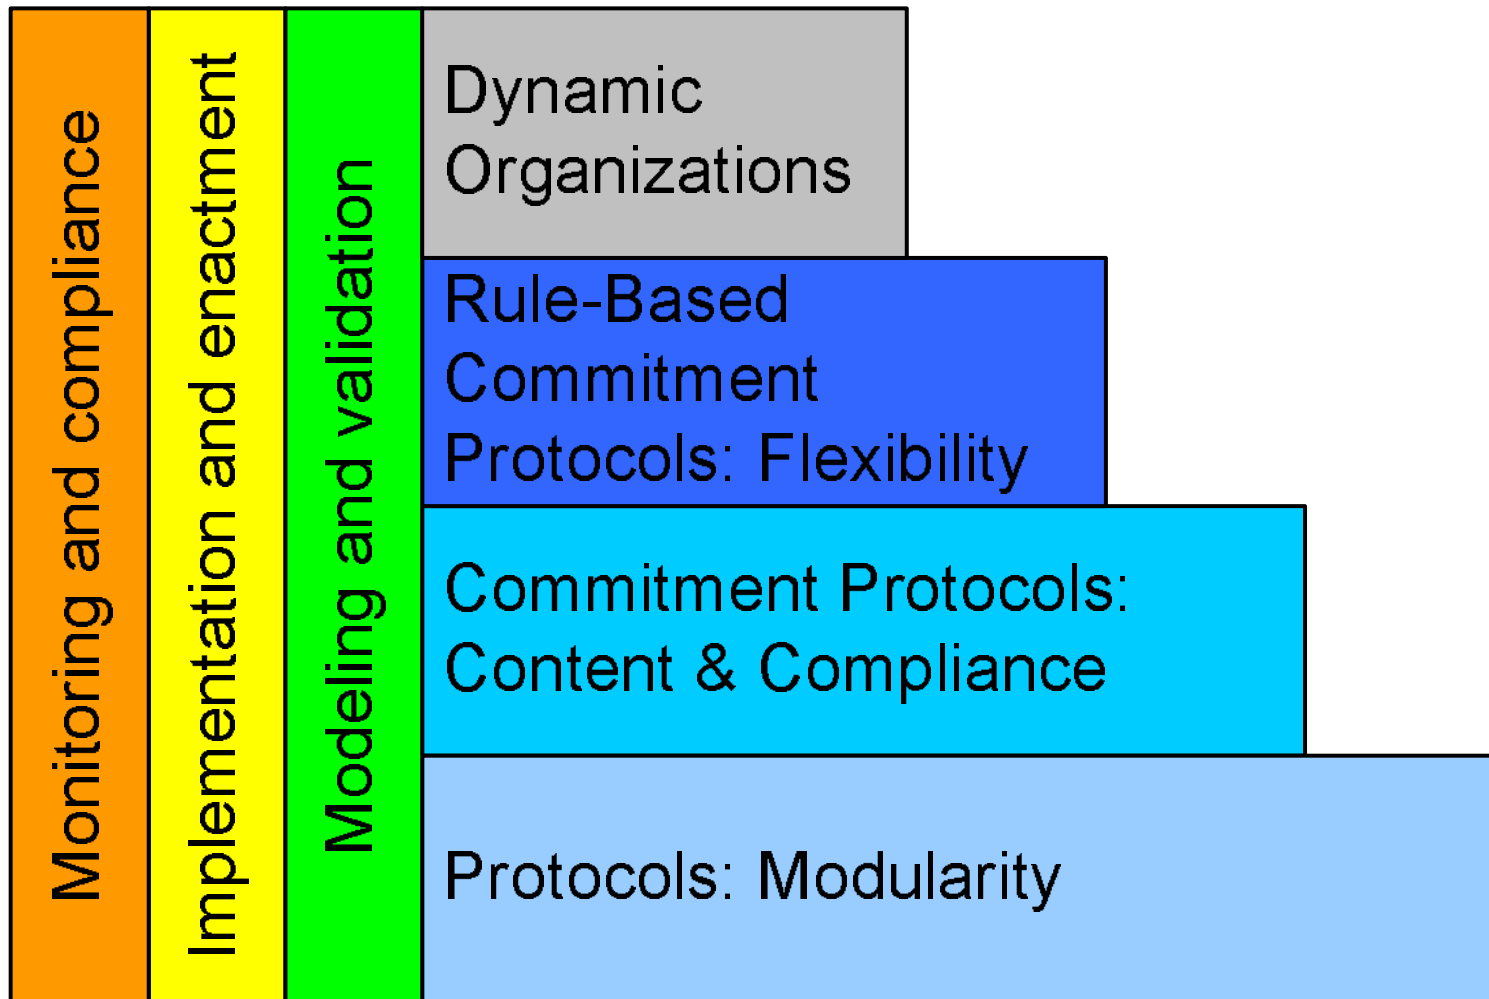 Monitoring and compliance
Implementation and enactment
Modeling and validation
Dynamic
Organizations
Rule-Based
Commitment
Protocols: Flexibility
Commitment Protocols:
Content & Compliance
Protocols: Modularity